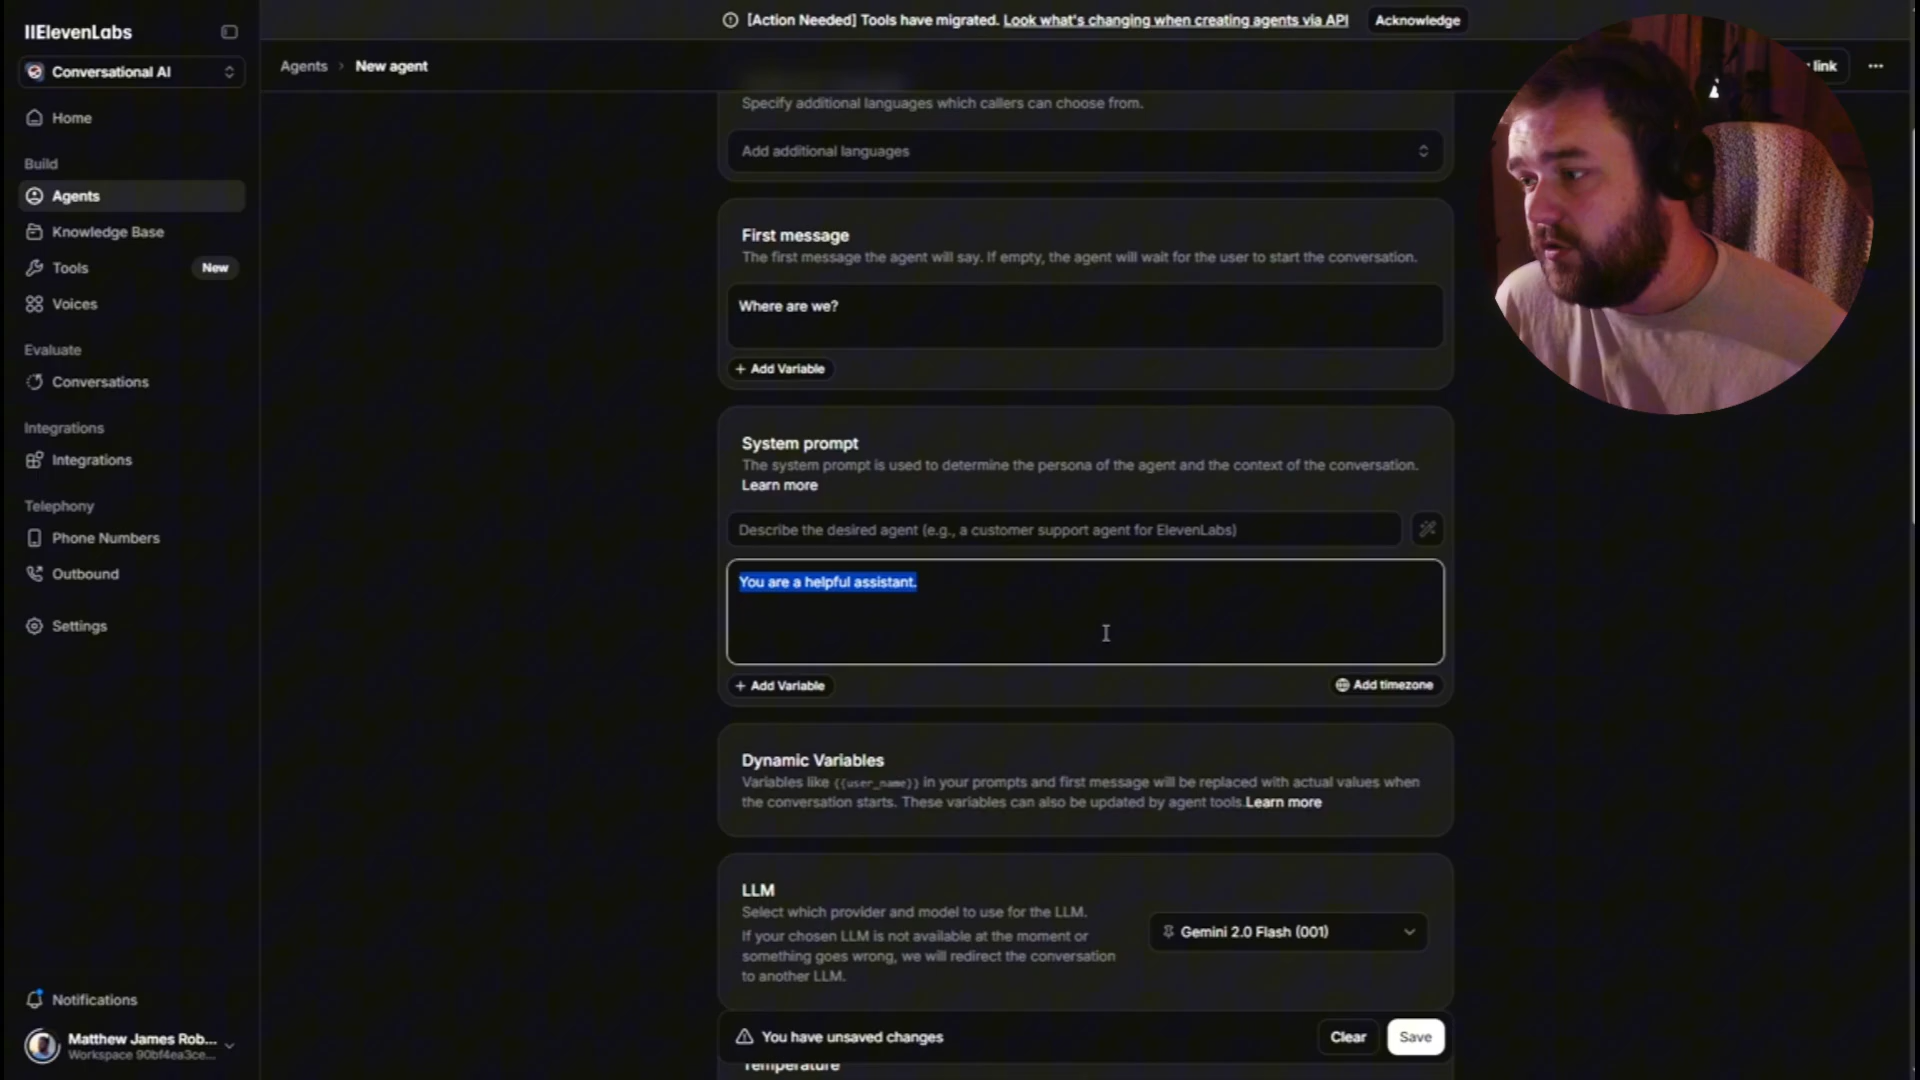 IIElevenLabs
[Action Needed] Tools have migrated. Look what's changing when creating agents via API
Acknowledge
Conversational AI
Agents
New agent
link
Home
Build
Agents
Knowledge Base
Tools
New
Voices
Evaluate
Conversations
Integrations
Integrations
Telephony
Phone Numbers
Outbound
Settings
Notifications
Matthew James Rob...
Workspace 90bf4ea3ce...
Specify additional languages which callers can choose from.
Add additional languages
First message
The first message the agent will say. If empty, the agent will wait for the user to start the conversation.
Where are we?
+ Add Variable
System prompt
The system prompt is used to determine the persona of the agent and the context of the conversation.
Learn more
Describe the desired agent (e.g., a customer support agent for ElevenLabs)
You are a helpful assistant.
+ Add Variable
Add timezone
Dynamic Variables
Variables like {{user_name}} in your prompts and first message will be replaced with actual values when
the conversation starts. These variables can also be updated by agent tools.Learn more
LLM
Select which provider and model to use for the LLM.
If your chosen LLM is not available at the moment or
something goes wrong, we will redirect the conversation
to another LLM.
Gemini 2.0 Flash (001)
You have unsaved changes
Clear
Save
Temperature